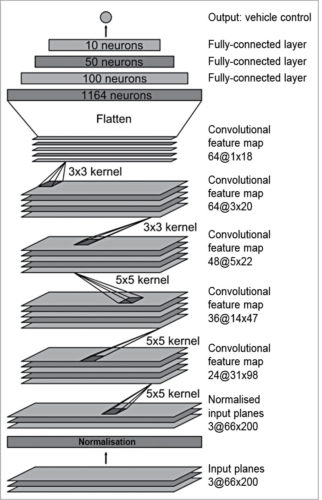 Output: vehicle control
10 neurons
Fully-connected layer
50 neurons
Fully-connected layer
100 neurons
Fully-connected layer
1164 neurons
Flatten
Convolutional
feature map
64@1x18
3x3 kernel
Convolutional
feature map
64@3x20
3x3 kernel
Convolutional
feature map
48@5x22
5x5 kernel
Convolutional
feature map
36@14x47
5x5 kernel
Convolutional
feature map
24@31x98
5x5 kernel
Normalised
input planes
3@66x200
Normalisation
Input planes
3@66x200